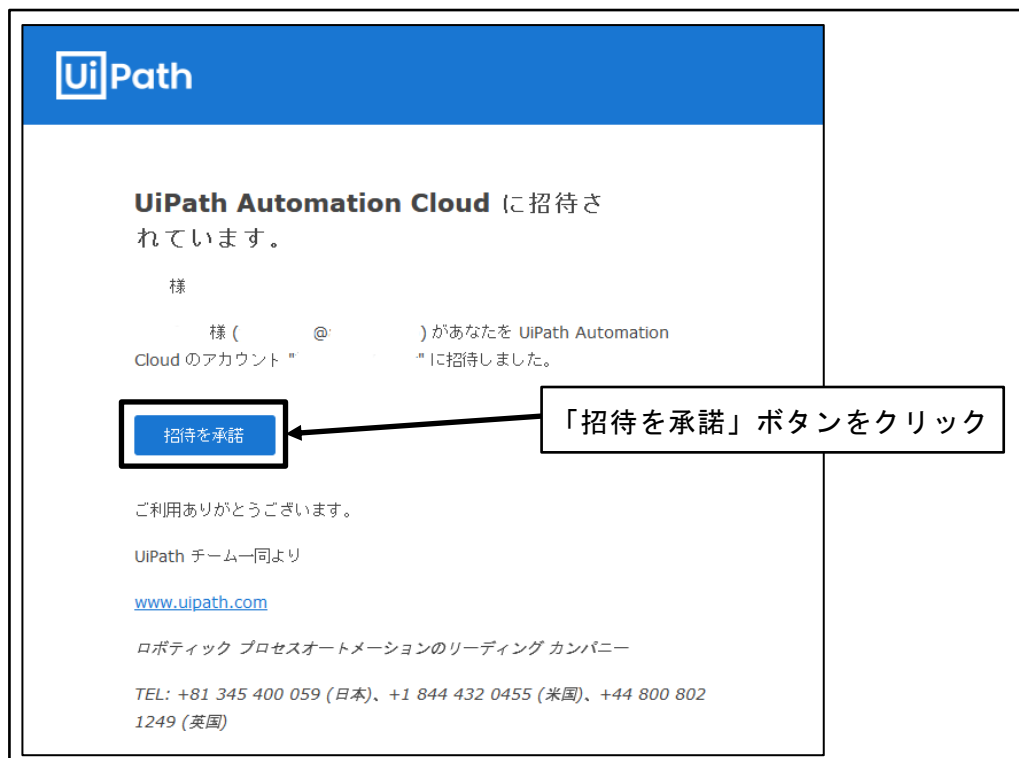 UiPath
UiPath Automation Cloud に招待さ
れています。
様
様 ( @ ) があなたを UiPath Automation
Cloud のアカウント " " に招待しました。
招待を承諾
「招待を承諾」ボタンをクリック
ご利用ありがとうございます。
UiPath チーム一同より
www.uipath.com
ロボティック プロセスオートメーションのリーディング カンパニー
TEL: +81 345 400 059 (日本)、+1 844 432 0455 (米国)、+44 800 802
1249 (英国)